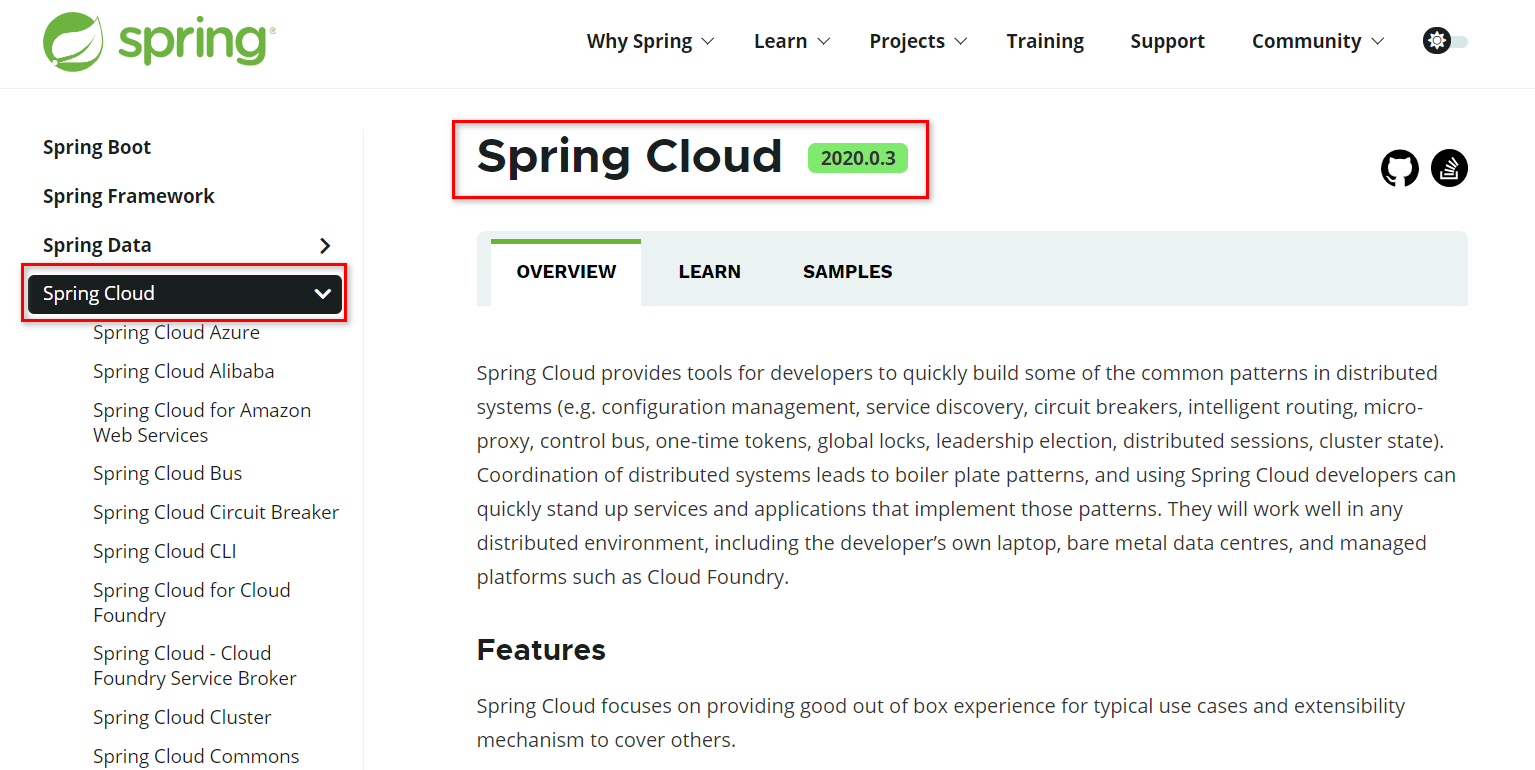 spring®
Why Spring
Learn
Projects
Training
Support
Community
Spring Boot
Spring Framework
Spring Data
Spring Cloud
Spring Cloud Azure
Spring Cloud Alibaba
Spring Cloud for Amazon
Web Services
Spring Cloud Bus
Spring Cloud Circuit Breaker
Spring Cloud CLI
Spring Cloud for Cloud
Foundry
Spring Cloud - Cloud
Foundry Service Broker
Spring Cloud Cluster
Spring Cloud Commons
Spring Cloud 2020.0.3
OVERVIEW
LEARN
SAMPLES
Spring Cloud provides tools for developers to quickly build some of the common patterns in distributed
systems (e.g. configuration management, service discovery, circuit breakers, intelligent routing, micro-
proxy, control bus, one-time tokens, global locks, leadership election, distributed sessions, cluster state).
Coordination of distributed systems leads to boiler plate patterns, and using Spring Cloud developers can
quickly stand up services and applications that implement those patterns. They will work well in any
distributed environment, including the developer’s own laptop, bare metal data centres, and managed
platforms such as Cloud Foundry.
Features
Spring Cloud focuses on providing good out of box experience for typical use cases and extensibility
mechanism to cover others.